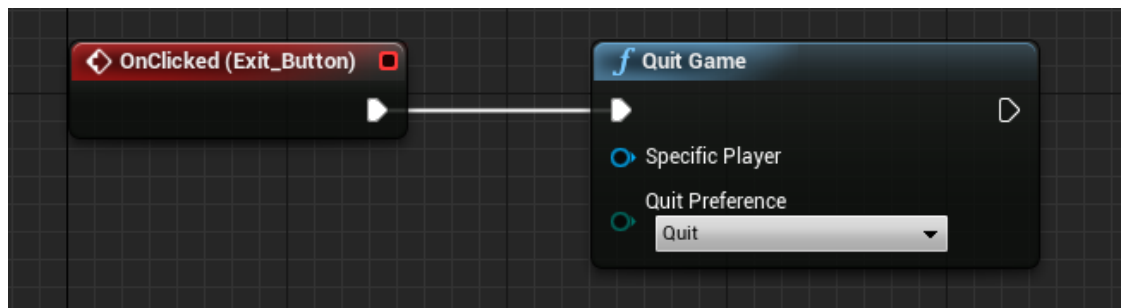 OnClicked (Exit_Button)
Quit Game
Specific Player
Quit Preference
Quit